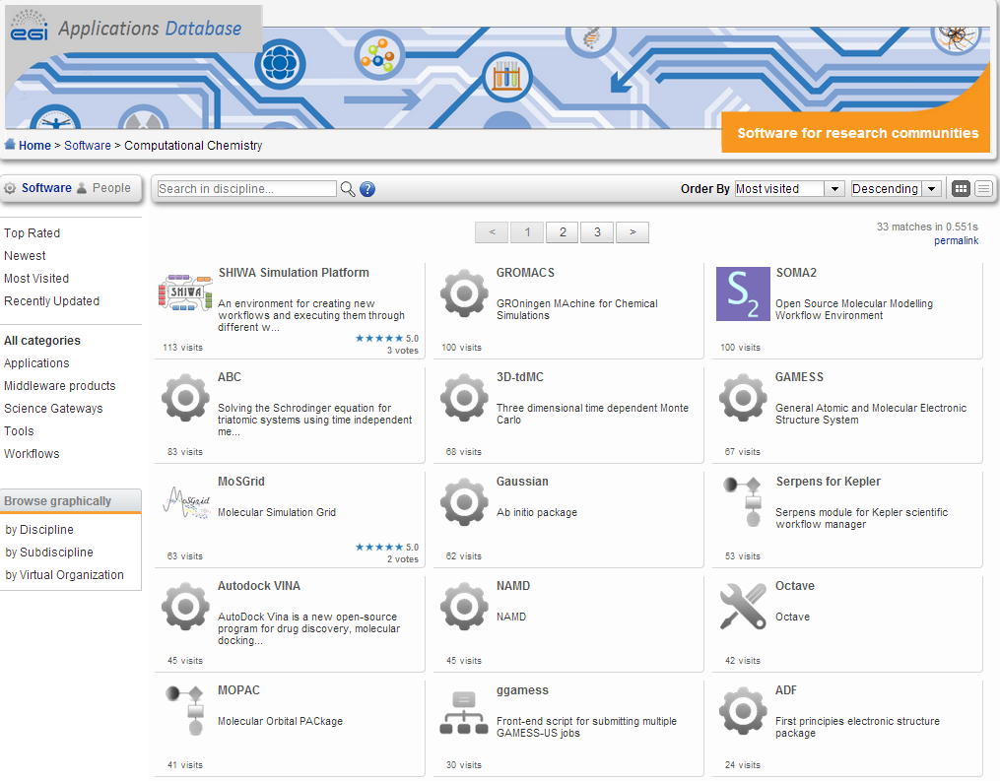 egi Applications Database
Software for research communities
Home > Software > Computational Chemistry
Software People
Search in discipline...
?
Order By Most visited Descending
Top Rated
Newest
Most Visited
Recently Updated
All categories
Applications
Middleware products
Science Gateways
Tools
Workflows
Browse graphically
by Discipline
by Subdiscipline
by Virtual Organization
< 1 2 3 >
33 matches in 0.551s
permalink
SHIWA
SHIWA Simulation Platform
An environment for creating new
workflows and executing them through
different w...
5.0
3 votes
113 visits
GROMACS
GROningen MAchine for Chemical
Simulations
100 visits
S2
SOMA2
Open Source Molecular Modelling
Workflow Environment
100 visits
ABC
Solving the Schrodinger equation for
triatomic systems using time independent
me...
83 visits
3D-tdMC
Three dimensional time dependent Monte
Carlo
68 visits
GAMESS
General Atomic and Molecular Electronic
Structure System
67 visits
MoSGrid
MoSGrid
Molecular Simulation Grid
5.0
2 votes
63 visits
Gaussian
Ab initio package
62 visits
Serpens for Kepler
Serpens module for Kepler scientific
workflow manager
53 visits
Autodock VINA
AutoDock Vina is a new open-source
program for drug discovery, molecular
docking...
45 visits
NAMD
NAMD
45 visits
Octave
Octave
42 visits
MOPAC
Molecular Orbital PACkage
41 visits
ggamess
Front-end script for submitting multiple
GAMESS-US jobs
30 visits
ADF
First principies electronic structure
package
24 visits